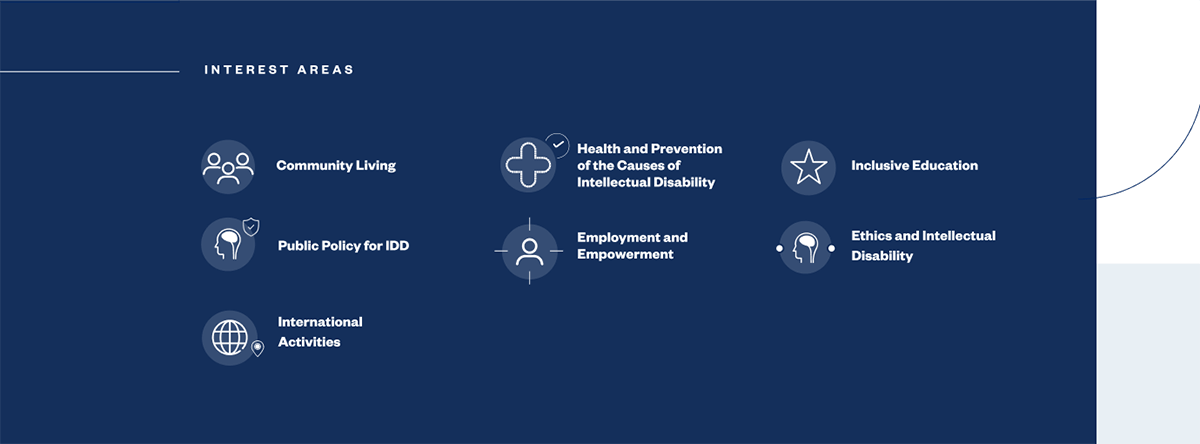 INTEREST AREAS
Community Living
Health and Prevention
of the Causes of
Intellectual Disability
Inclusive Education
Public Policy for IDD
Employment and
Empowerment
Ethics and Intellectual
Disability
International
Activities